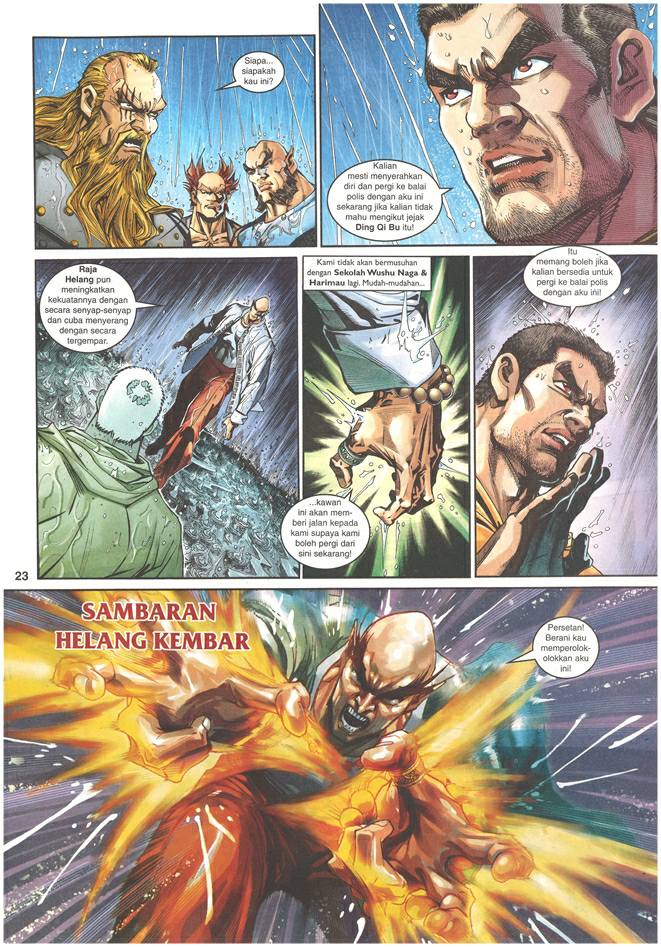 Siapa...
siapakah
kau ini?
Kalian
mesti menyerahkan
diri dan pergi ke balai
polis dengan aku ini
sekarang jika kalian tidak
mahu mengikut jejak
Ding Qi Bu itu!
Raja
Helang pun
meningkatkan
kekuatannya dengan
secara senyap-senyap
dan cuba menyerang
dengan secara
tergempar.
Kami tidak akan bermusuhan
dengan Sekolah Wushu Naga &
Harimau lagi. Mudah-mudahan...
...kawan
ini akan mem-
beri jalan kepada
kami supaya kami
boleh pergi dari
sini sekarang!
Itu
memang boleh jika
kalian bersedia untuk
pergi ke balai polis
dengan aku ini!
23
SAMBARAN
HELANG KEMBAR
Persetan!
Berani kau
memperolok-
olokkan aku
ini!